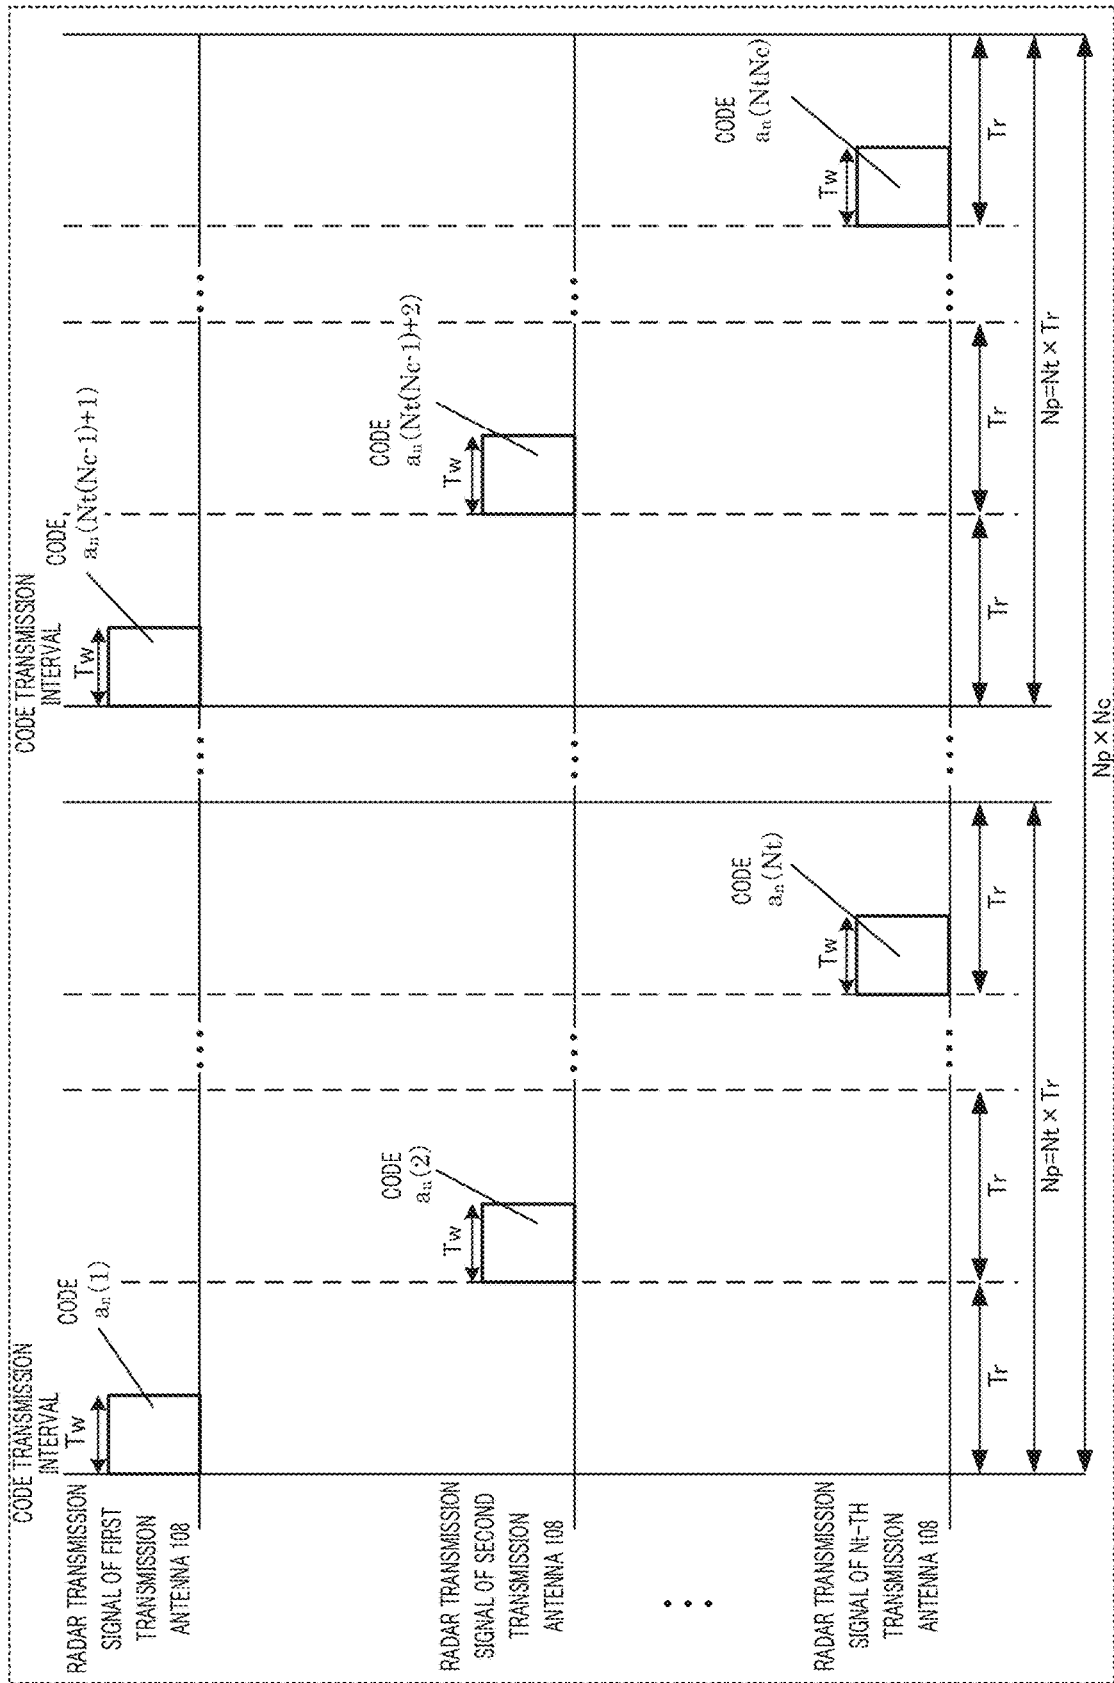 CODE TRANSMISSION
INTERVAL
Tw
CODE
aₙ(1)
CODE TRANSMISSION
INTERVAL
Tw
CODE
aₙ(Nt(Nc-1)+1)
RADAR TRANSMISSION
SIGNAL OF FIRST
TRANSMISSION
ANTENNA 108
• • •
• • •
• • •
RADAR TRANSMISSION
SIGNAL OF SECOND
TRANSMISSION
ANTENNA 108
Tw
CODE
aₙ(2)
• • •
• • •
Tw
CODE
aₙ(Nt(Nc-1)+2)
• • •
• • •
RADAR TRANSMISSION
SIGNAL OF Nt-TH
TRANSMISSION
ANTENNA 108
• • •
Tw
CODE
aₙ(Nt)
• • •
• • •
Tw
CODE
aₙ(NtNc)
Tr
Tr
Tr
Tr
Tr
Tr
Np=Nt×Tr
Np=Nt×Tr
Np×Nc